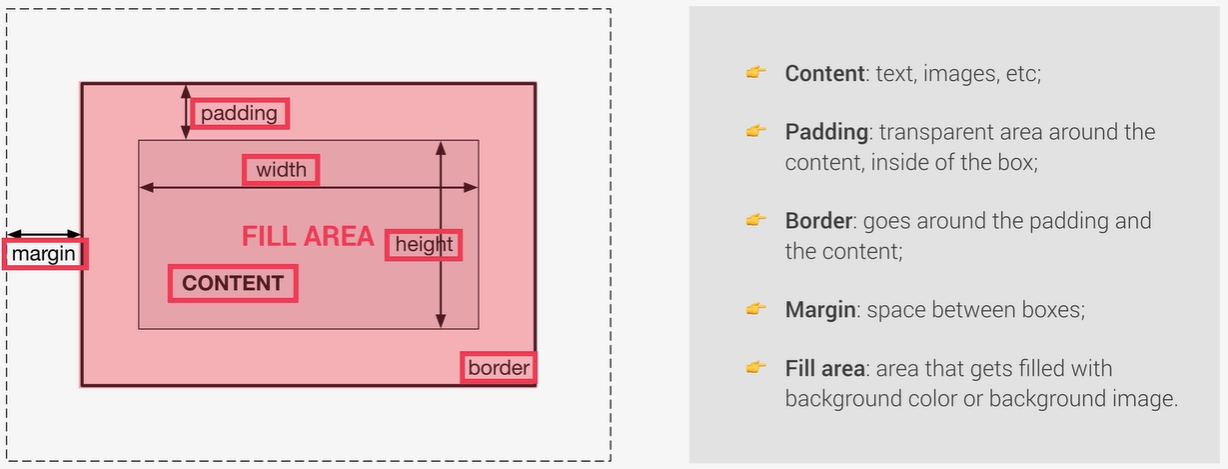 padding
width
FILL AREA
height
margin
CONTENT
border
Content: text, images, etc;
Padding: transparent area around the
content, inside of the box;
Border: goes around the padding and
the content;
Margin: space between boxes;
Fill area: area that gets filled with
background color or background image.